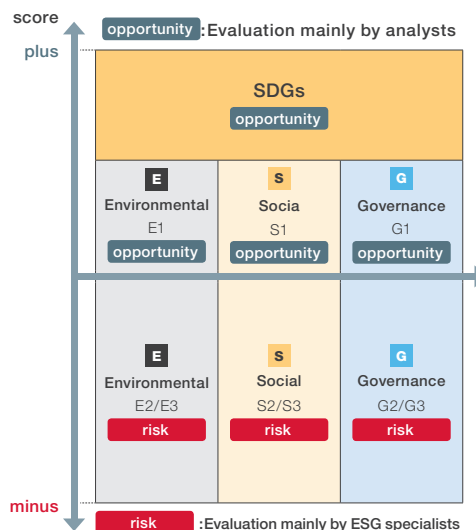 score
opportunity :Evaluation mainly by analysts
plus
SDGs
opportunity
E S G
Environmental Socia Governance
E1 S1 G1
opportunity opportunity opportunity
E S G
Environmental Social Governance
E2/E3 S2/S3 G2/G3
risk risk risk
minus
risk :Evaluation mainly by ESG specialists